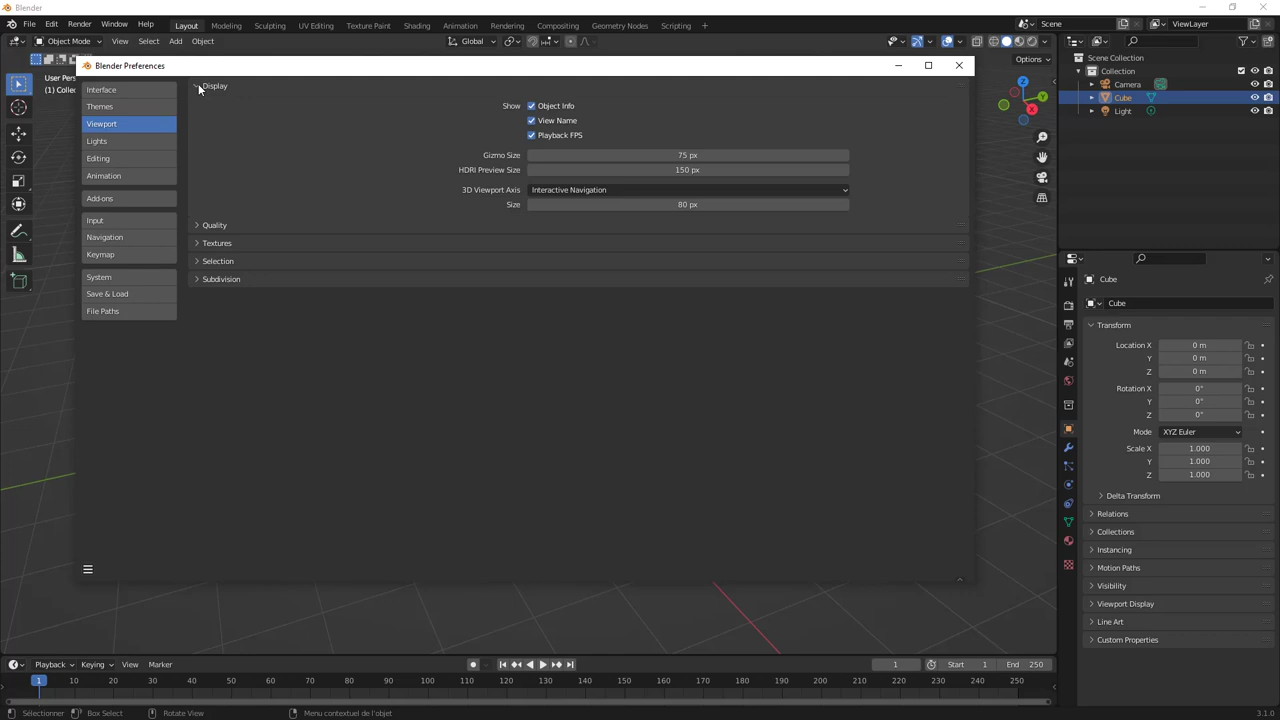 Blender
File Edit Render Window Help Layout Modeling Sculpting UV Editing Texture Paint Shading Animation Rendering Compositing Geometry Nodes Scripting + Scene ViewLayer
Object Mode View Select Add Object Global
Options
User Pers
(1) Collec
Blender Preferences
Interface
Themes
Viewport
Lights
Editing
Animation
Add-ons
Input
Navigation
Keymap
System
Save & Load
File Paths
Display
Show Object Info
View Name
Playback FPS
Gizmo Size 75 px
HDRI Preview Size 150 px
3D Viewport Axis Interactive Navigation
Size 80 px
Quality
Textures
Selection
Subdivision
Z
Y
X
Scene Collection
Collection
Camera
Cube
Light
Cube
Cube
Transform
Location X 0 m
Y 0 m
Z 0 m
Rotation X 0°
Y 0°
Z 0°
Mode XYZ Euler
Scale X 1.000
Y 1.000
Z 1.000
Delta Transform
Relations
Collections
Instancing
Motion Paths
Visibility
Viewport Display
Line Art
Custom Properties
Playback Keying View Marker 1 Start 1 End 250
1 10 20 30 40 50 60 70 80 90 100 110 120 130 140 150 160 170 180 190 200 210 220 230 240 250
Sélectionner Box Select Rotate View Menu contextuel de l'objet 3.1.0